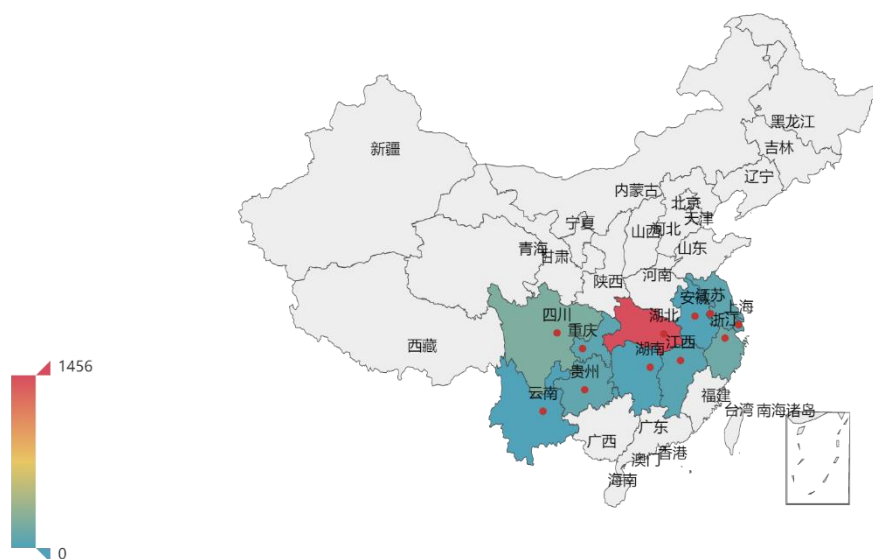 黑龙江
吉林
新疆
辽宁
内蒙古
北京
天津
宁夏
山西
河北
青海
甘肃
山东
陕西
河南
四川
安徽
江苏
上海
湖北
浙江
重庆
西藏
湖南
江西
1456
贵州
云南
福建
台湾
南海诸岛
广西
广东
澳门
香港
海南
0